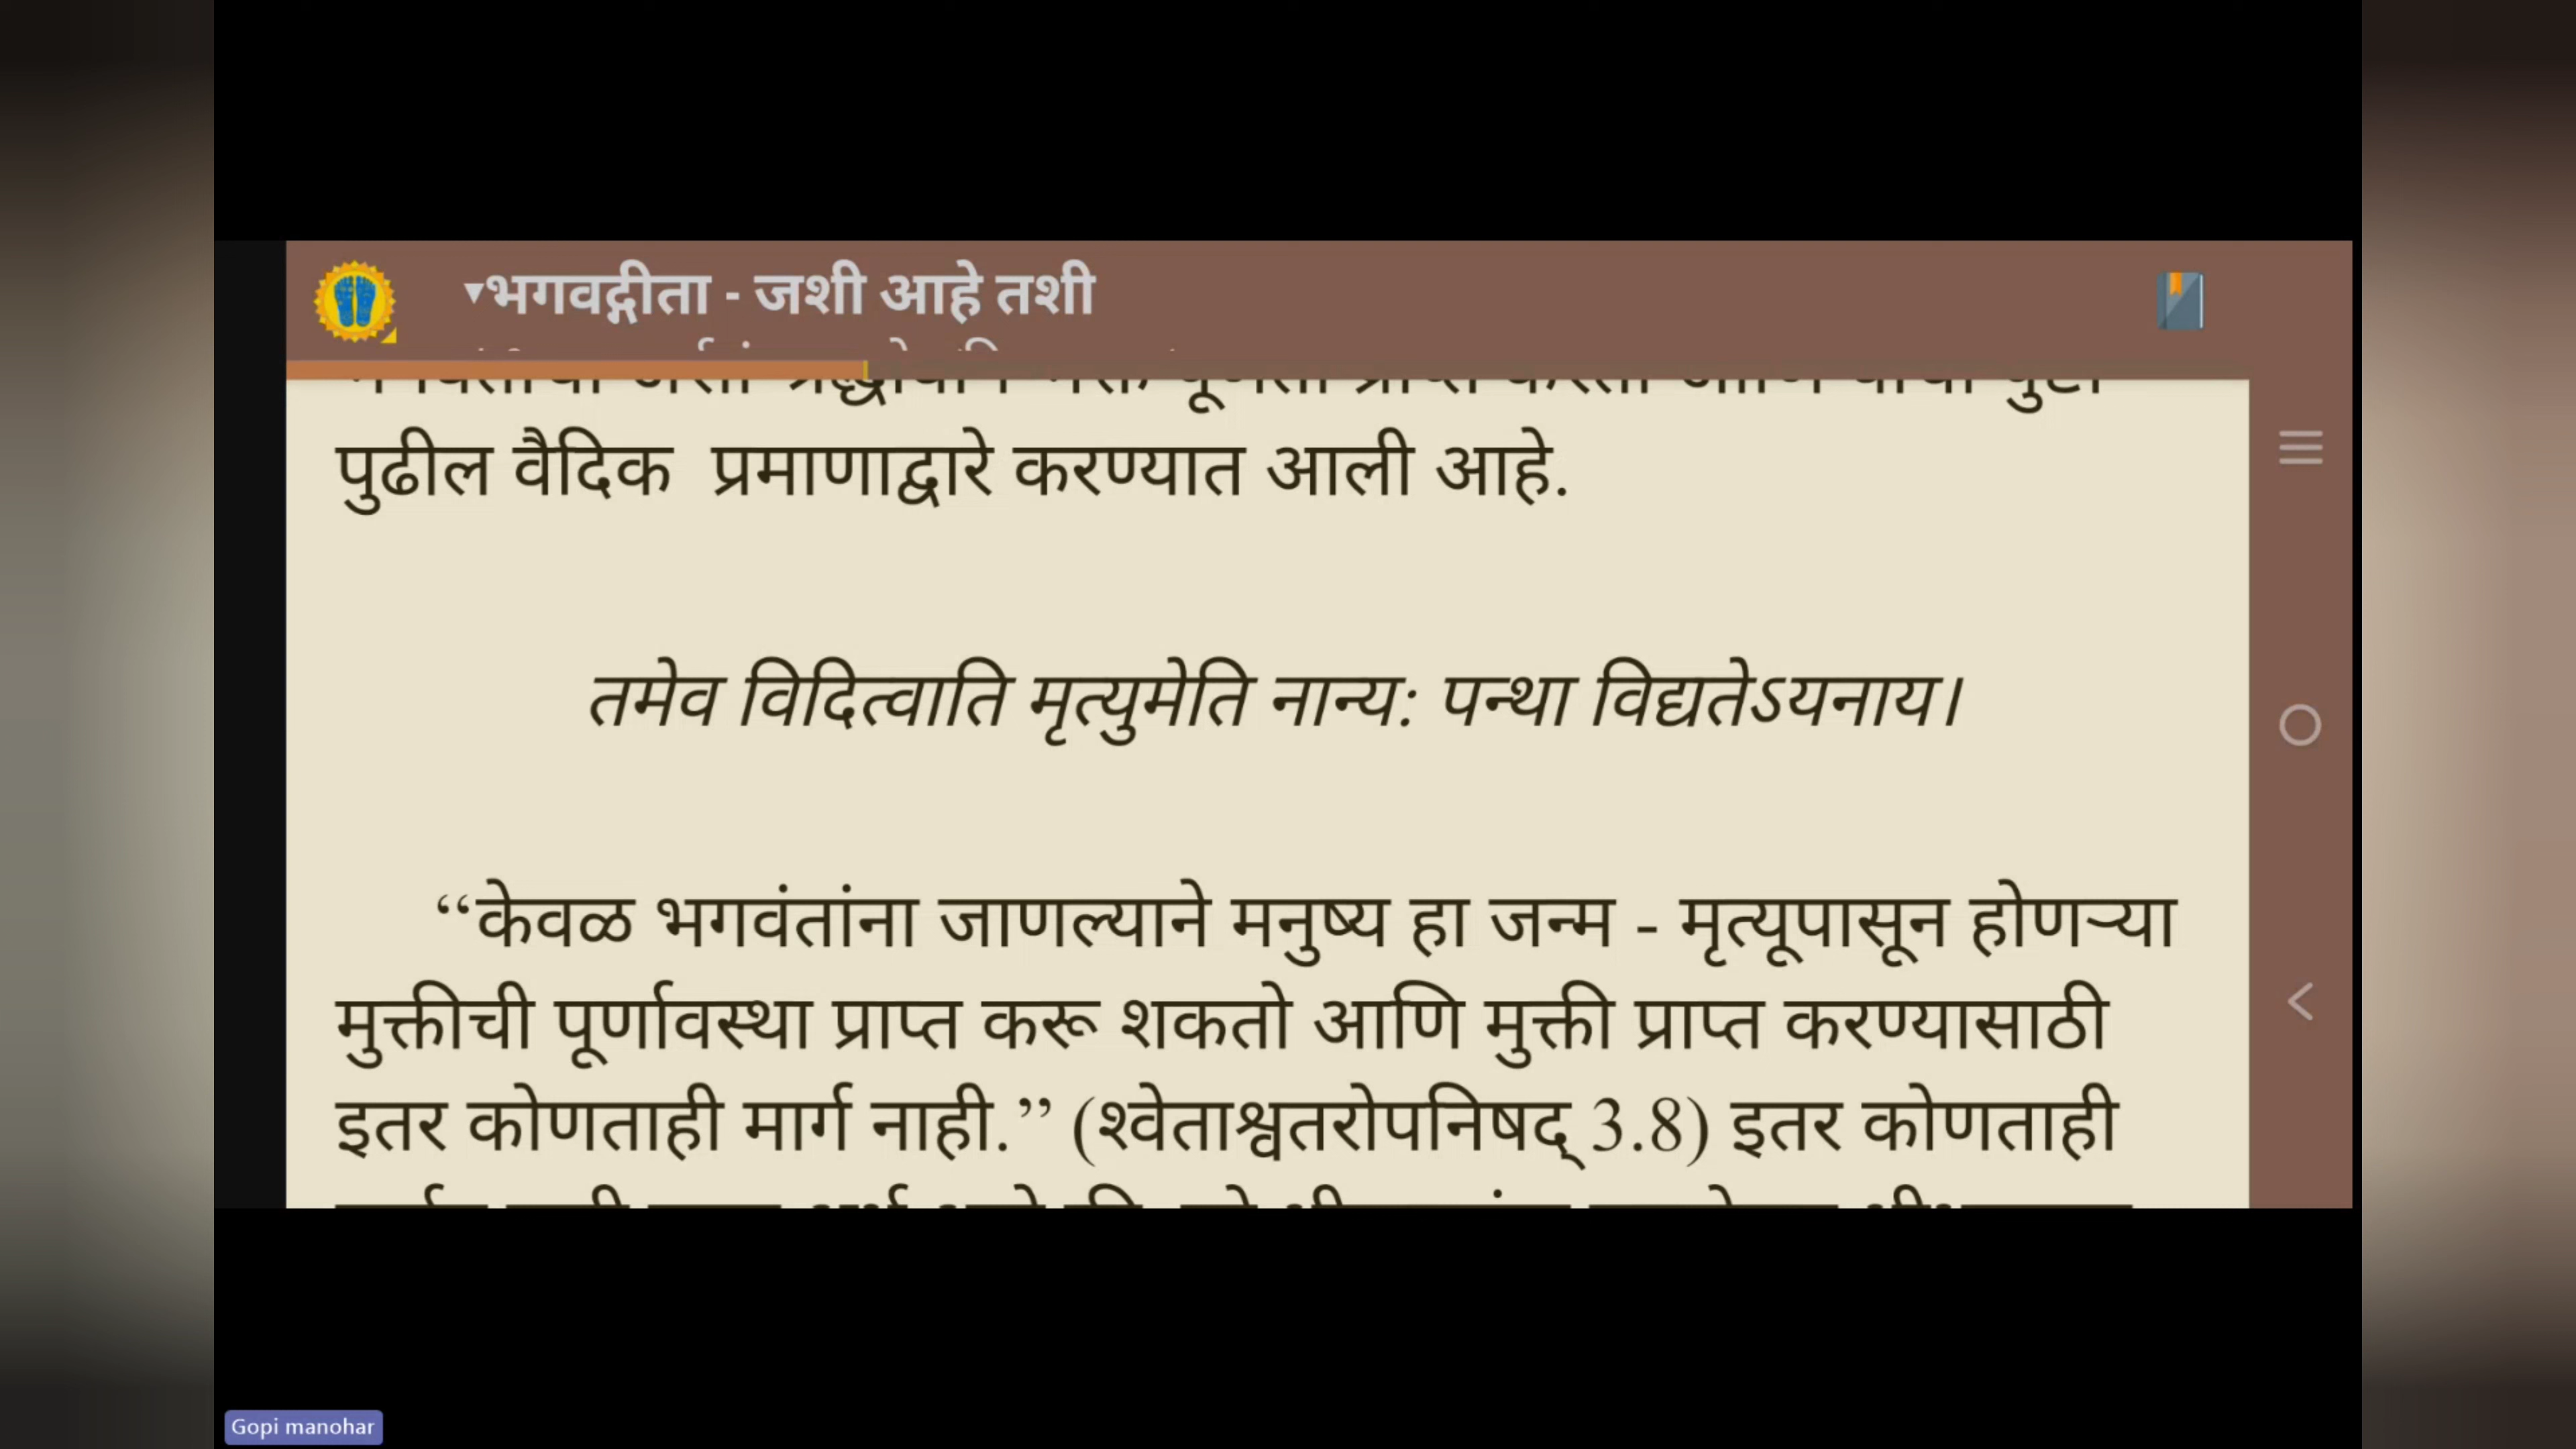 ▾भगवद्गीता - जशी आहे तशी
पुढील वैदिक प्रमाणाद्वारे करण्यात आली आहे.
तमेव विदित्वाति मृत्युमेति नान्य: पन्था विद्यतेऽयनाय।
“केवळ भगवंतांना जाणल्याने मनुष्य हा जन्म - मृत्यूपासून होणऱ्या
मुक्तीची पूर्णावस्था प्राप्त करू शकतो आणि मुक्ती प्राप्त करण्यासाठी
इतर कोणताही मार्ग नाही.” (श्वेताश्वतरोपनिषद् 3.8) इतर कोणताही
Gopi manohar